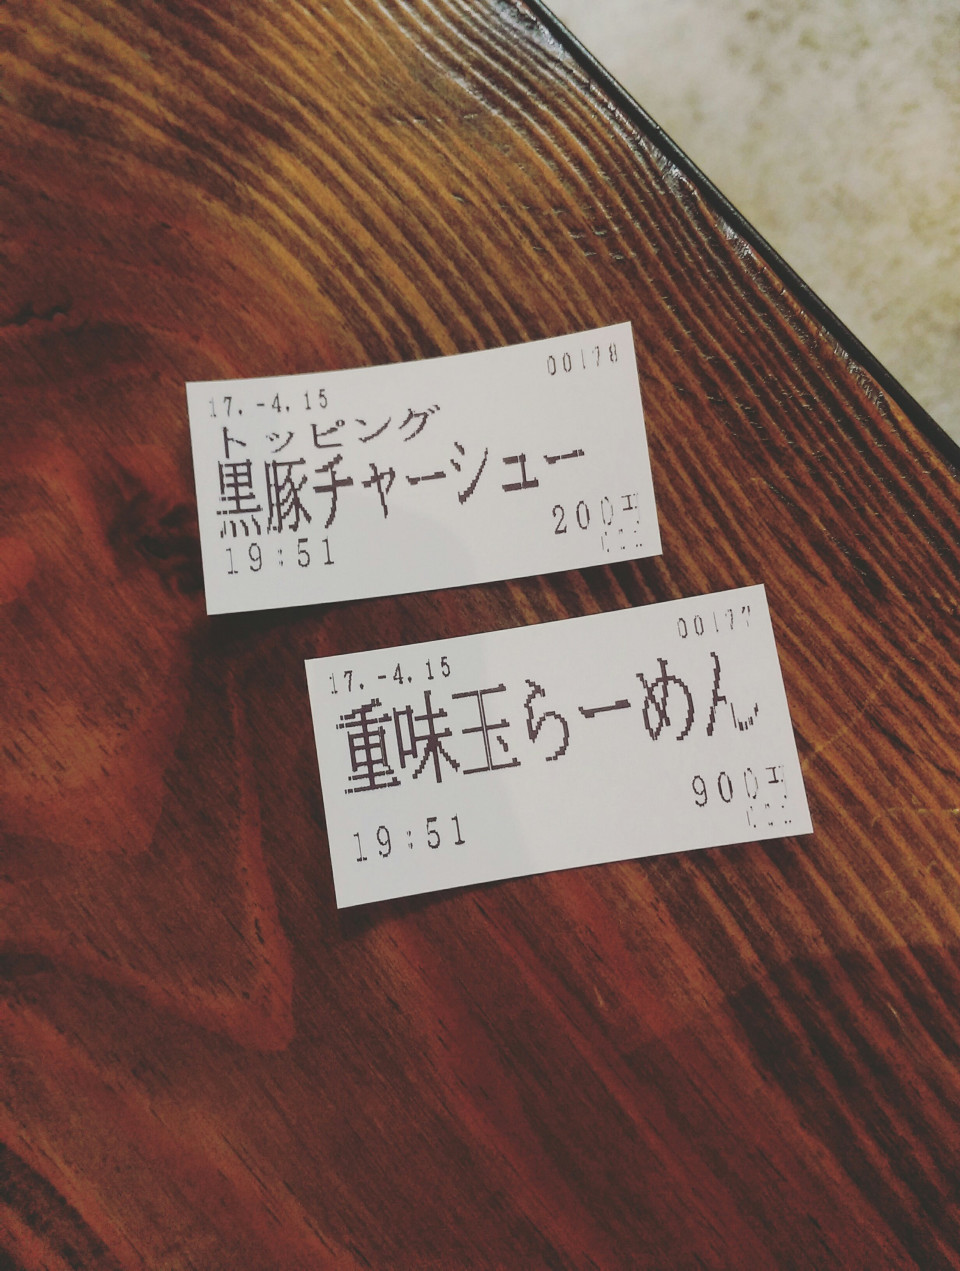 17.-4.15 00178
トッピング
黒豚チャーシュー
200円
19:51
17.-4.15 00177
重味玉らーめん
900円
19:51